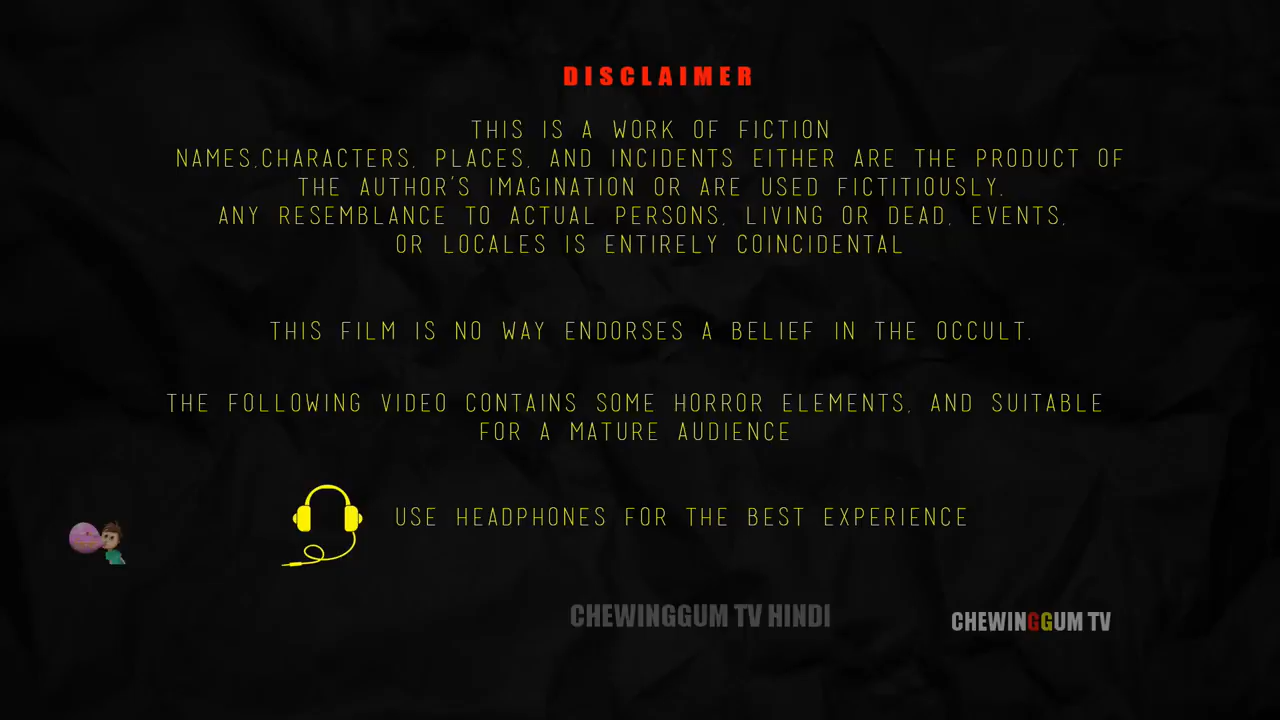 DISCLAIMER
THIS IS A WORK OF FICTION
NAMES,CHARACTERS, PLACES, AND INCIDENTS EITHER ARE THE PRODUCT OF
THE AUTHOR'S IMAGINATION OR ARE USED FICTITIOUSLY.
ANY RESEMBLANCE TO ACTUAL PERSONS, LIVING OR DEAD, EVENTS,
OR LOCALES IS ENTIRELY COINCIDENTAL
THIS FILM IS NO WAY ENDORSES A BELIEF IN THE OCCULT.
THE FOLLOWING VIDEO CONTAINS SOME HORROR ELEMENTS, AND SUITABLE
FOR A MATURE AUDIENCE
USE HEADPHONES FOR THE BEST EXPERIENCE
CHEWINGGUM TV HINDI
CHEWINGGUM TV